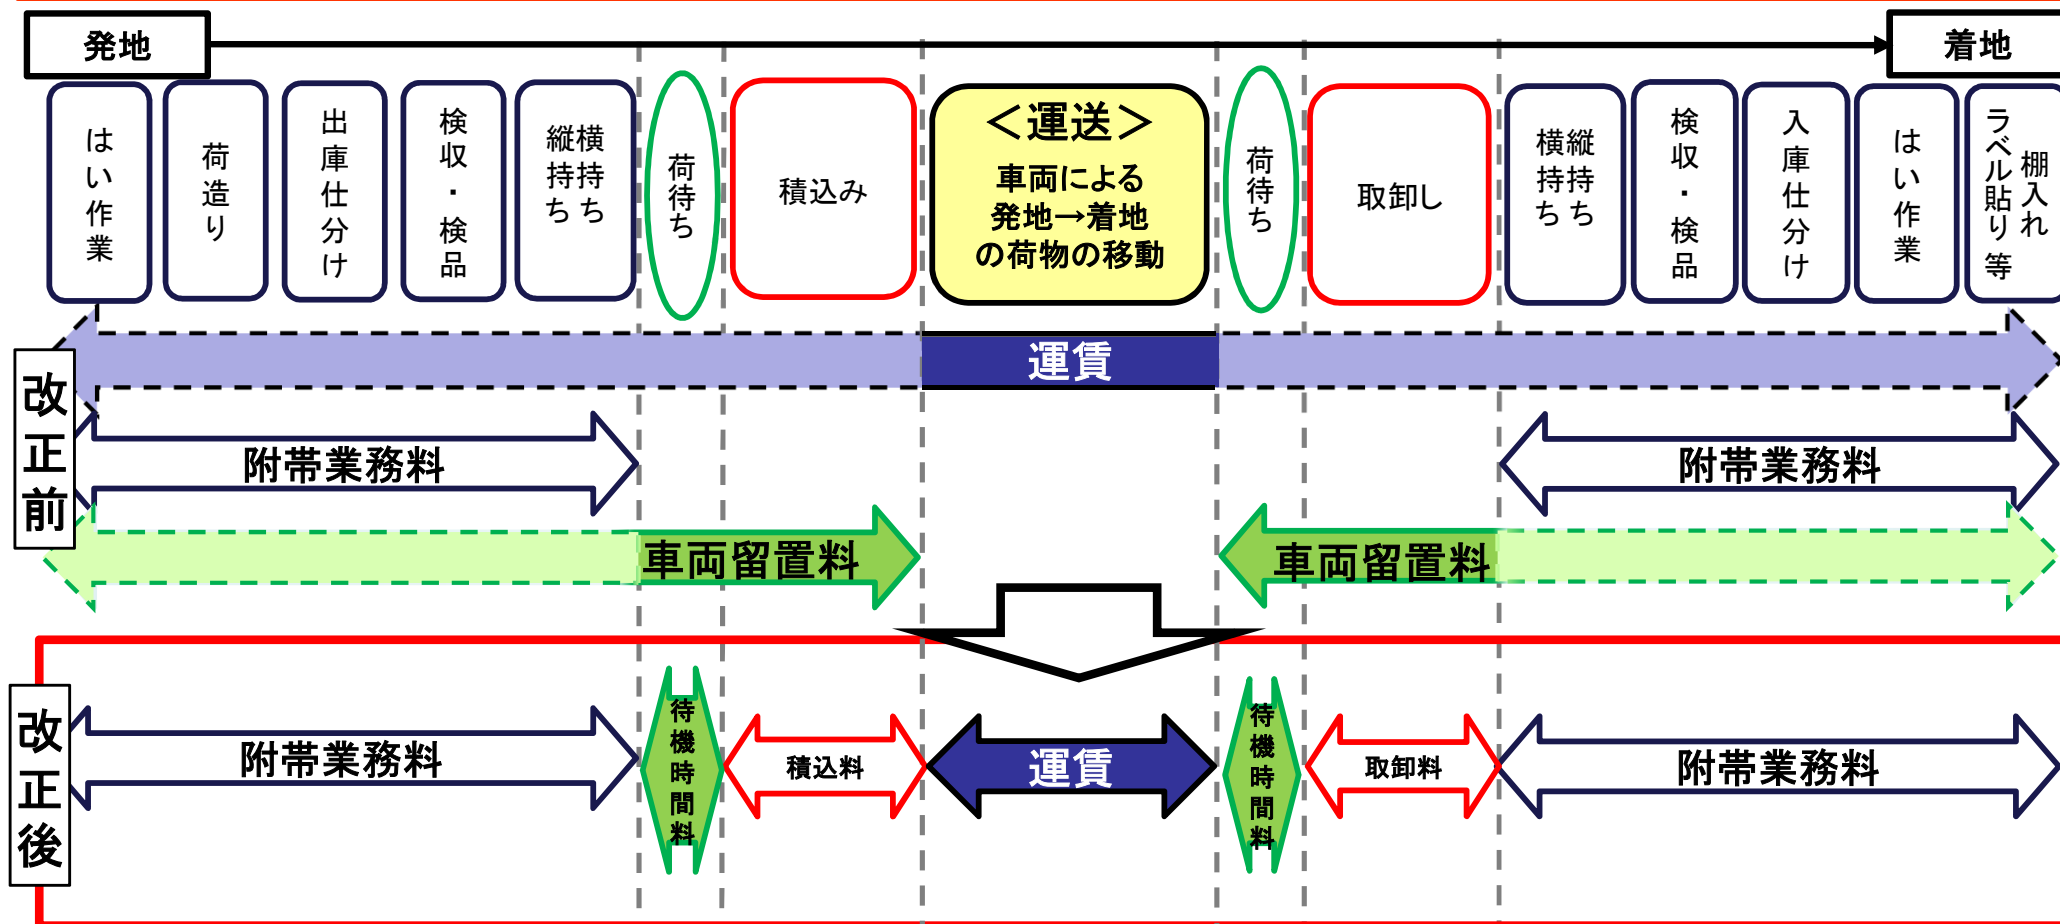 発地
着地
はい作業
荷造り
出庫仕分け
検収・検品
横持ち
縦持ち
荷待ち
積込み
＜運送＞
車両による
発地→着地
の荷物の移動
荷待ち
取卸し
縦持ち
横持ち
検収・検品
入庫仕分け
はい作業
棚入れ
ラベル貼り等
改正前
運賃
附帯業務料
附帯業務料
車両留置料
車両留置料
改正後
附帯業務料
待機時間料
積込料
運賃
待機時間料
取卸料
附帯業務料